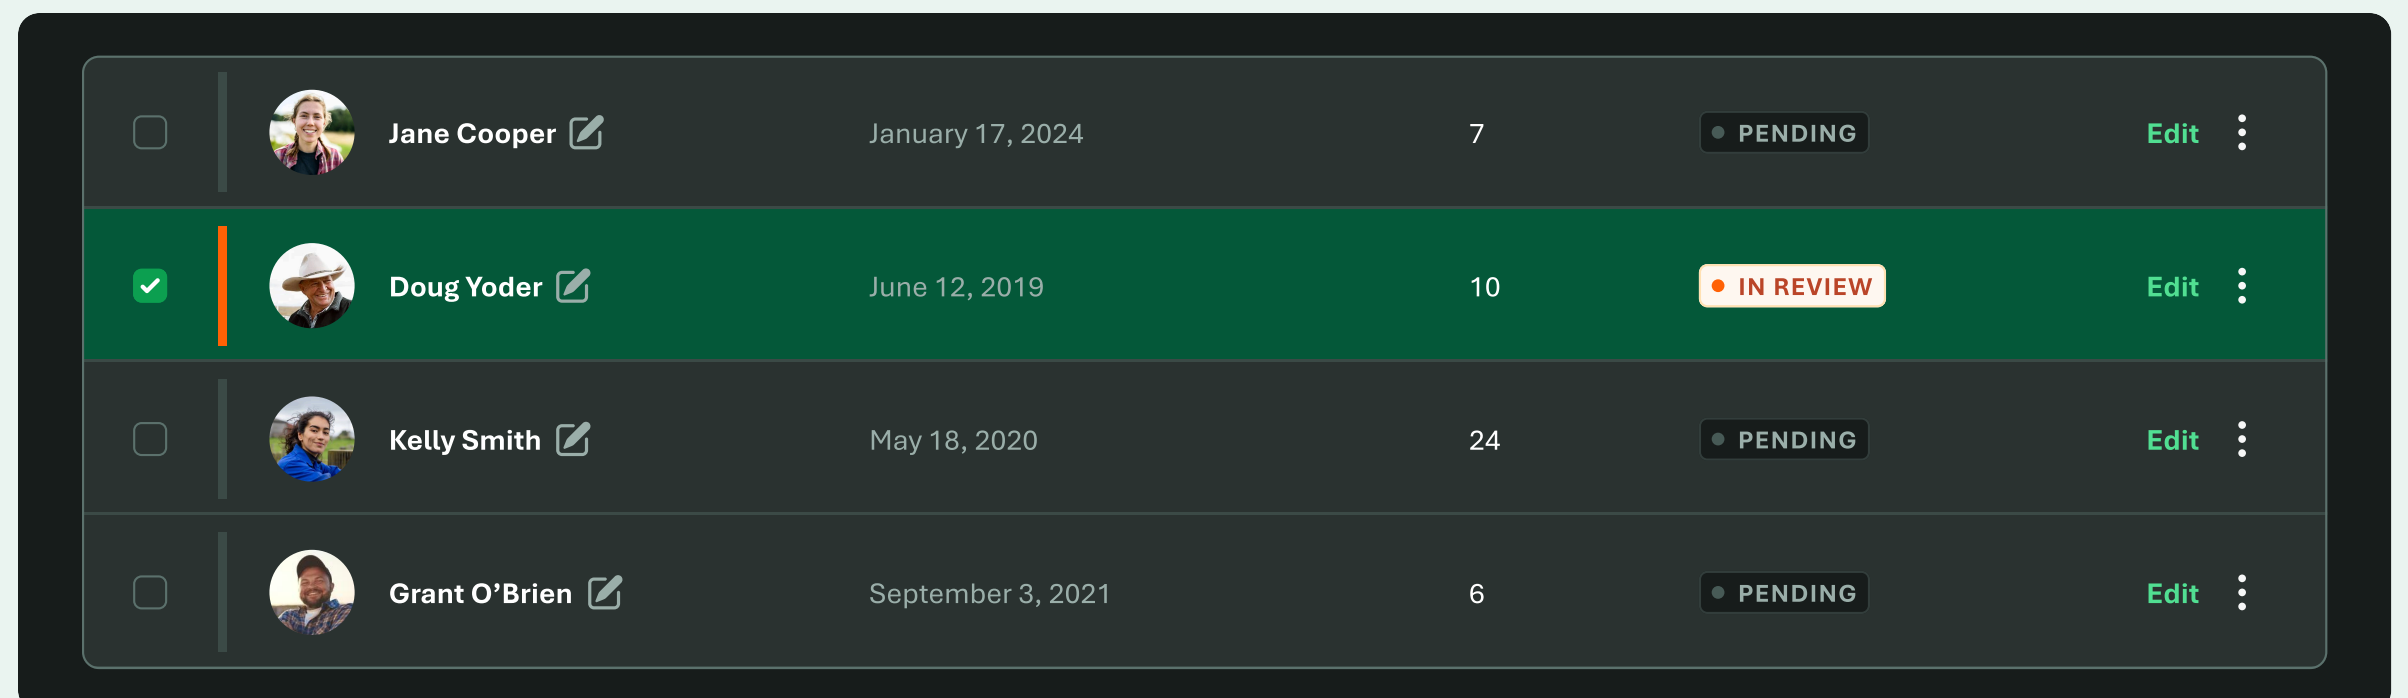 Jane Cooper January 17, 2024 7 PENDING Edit
Doug Yoder June 12, 2019 10 IN REVIEW Edit
Kelly Smith May 18, 2020 24 PENDING Edit
Grant O’Brien September 3, 2021 6 PENDING Edit